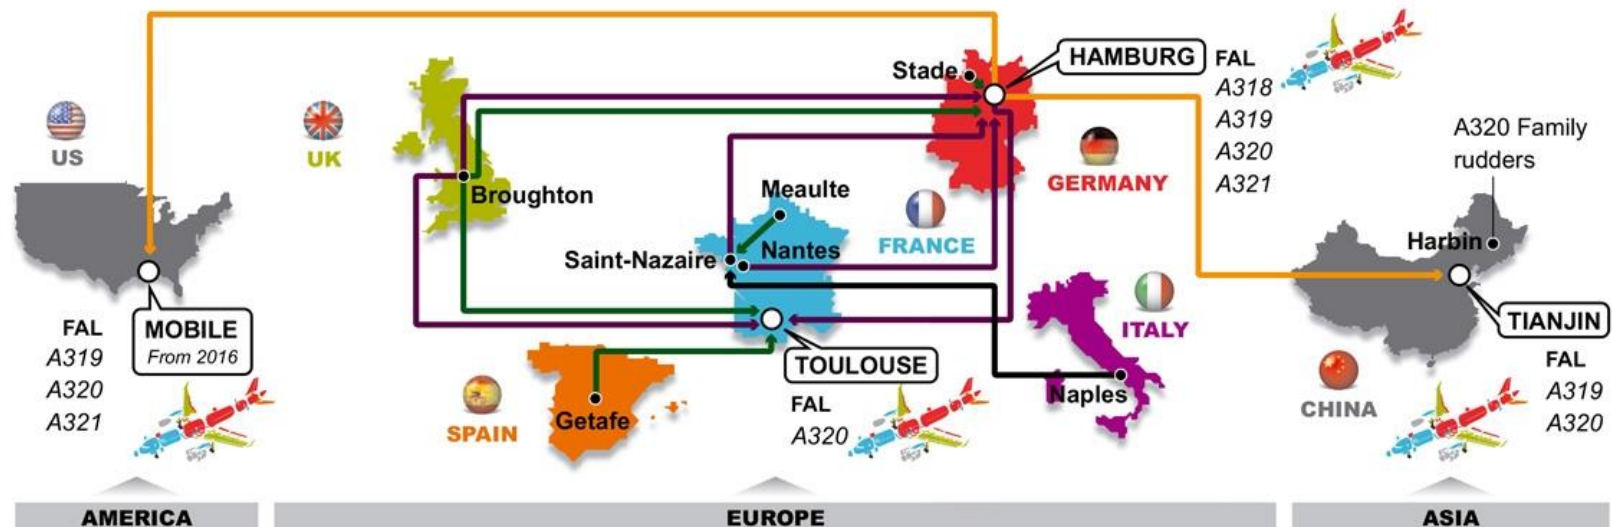 US
FAL
A319
A320
A321
MOBILE
From 2016
AMERICA
UK
Broughton
Stade
HAMBURG
FAL
A318
A319
A320
A321
GERMANY
Meaulte
Saint-Nazaire
Nantes
FRANCE
ITALY
Naples
TOULOUSE
FAL
A320
SPAIN
Getafe
EUROPE
A320 Family
rudders
Harbin
TIANJIN
FAL
A319
A320
CHINA
ASIA